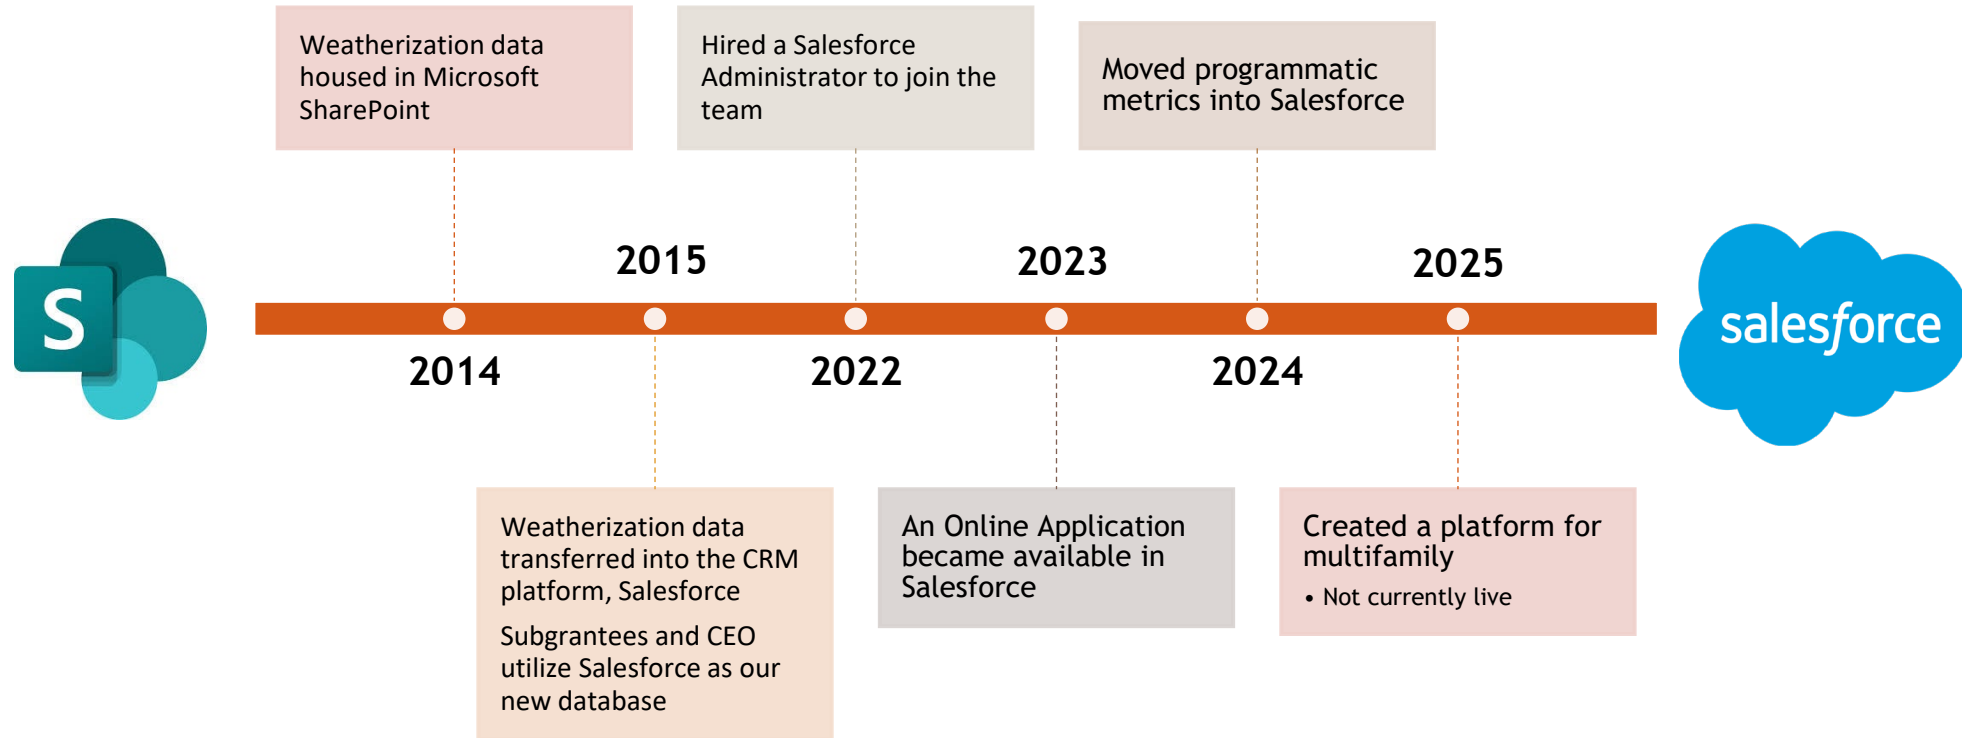 Weatherization data
housed in Microsoft
SharePoint
Hired a Salesforce
Administrator to join the
team
Moved programmatic
metrics into Salesforce
2015
2023
2025
S
salesforce
2014
2022
2024
Weatherization data
transferred into the CRM
platform, Salesforce
Subgrantees and CEO
utilize Salesforce as our
new database
An Online Application
became available in
Salesforce
Created a platform for
multifamily
• Not currently live